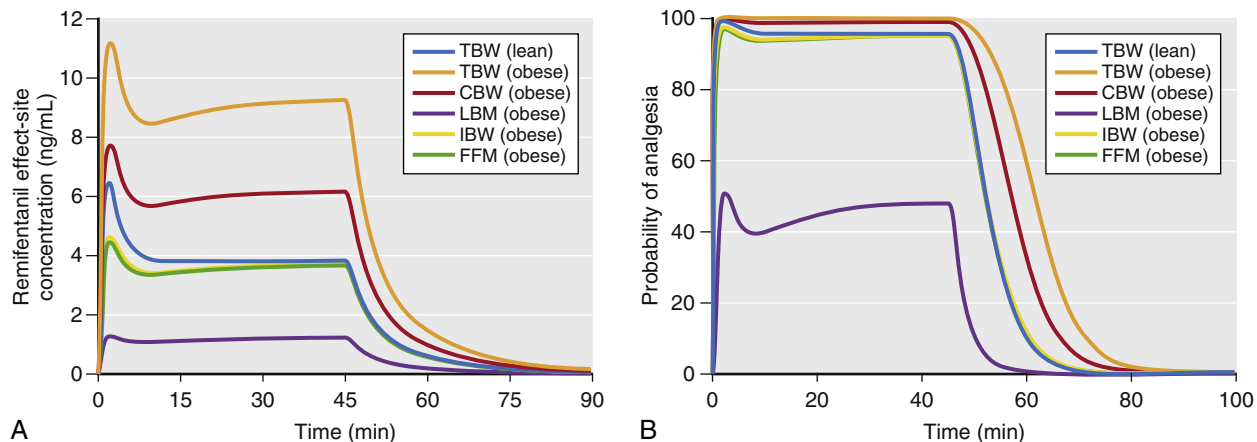 12
10
8
6
4
2
0
Remifentanil effect-site
concentration (ng/mL)
TBW (lean)
TBW (obese)
CBW (obese)
LBM (obese)
IBW (obese)
FFM (obese)
0 15 30 45 60 75 90
Time (min)
A
100
80
60
40
20
0
Probability of analgesia
TBW (lean)
TBW (obese)
CBW (obese)
LBM (obese)
IBW (obese)
FFM (obese)
0 20 40 60 80 100
Time (min)
B